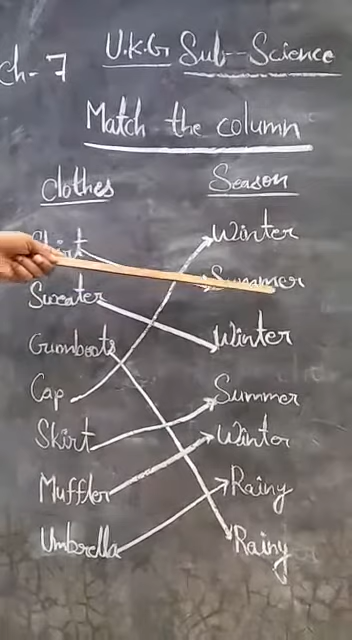 U.K.G Sub-Science
Ch-7
Match the column
Clothes Season
Shirt Winter
Summer
Sweater
Gumboots Winter
Cap Summer
Skirt Winter
Muffler Rainy
Umbrella Rainy